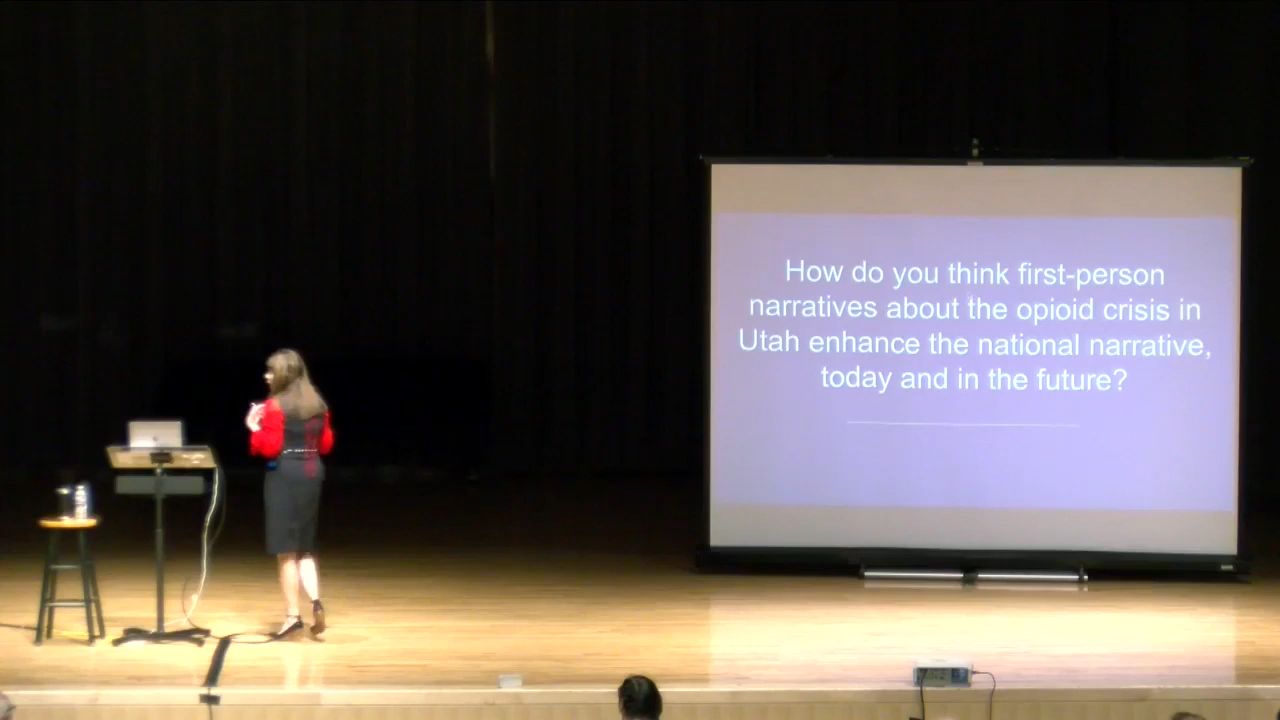 How do you think first-person
narratives about the opioid crisis in
Utah enhance the national narrative,
today and in the future?